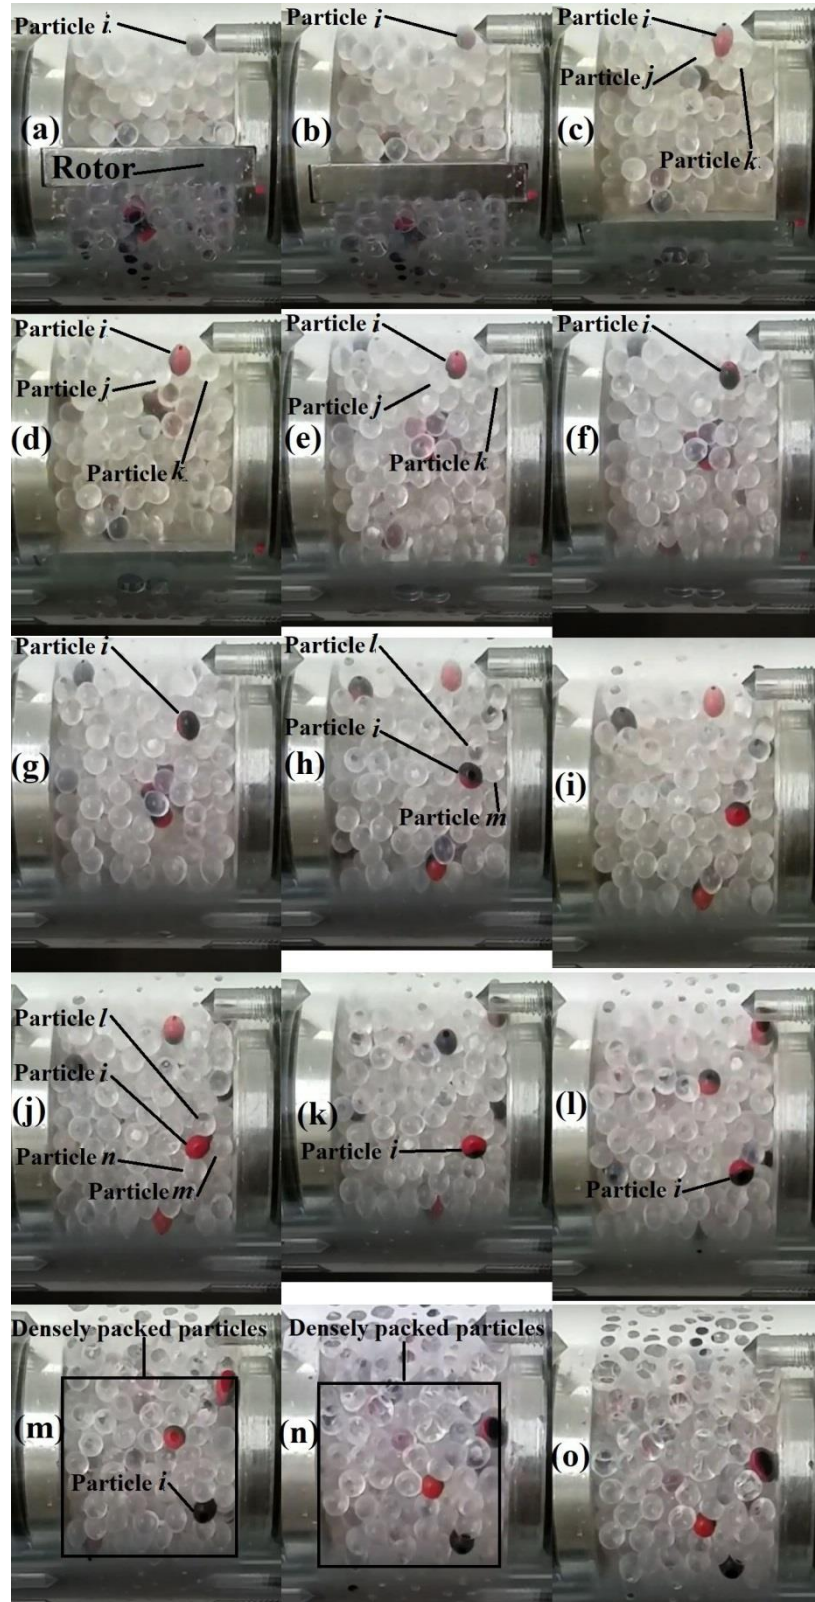 Particle i
Particle i
Particle i
(a)
(b)
Particle j
(c)
Particle k
Rotor
Particle i
Particle i
Particle i
Particle j
Particle j
(d)
(e)
(f)
Particle k
Particle k
Particle i
Particle l
Particle i
(g)
(h)
(i)
Particle m
Particle l
Particle i
(j)
(k)
(l)
Particle n
Particle i
Particle m
Particle i
Densely packed particles
Densely packed particles
(m)
(n)
(o)
Particle i